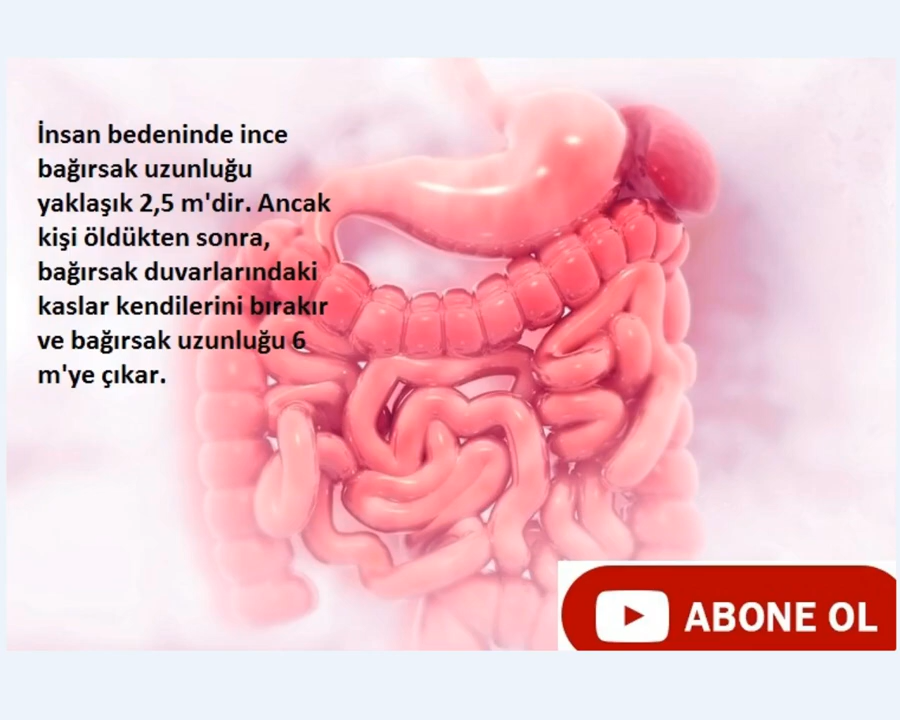 İnsan bedeninde ince
bağırsak uzunluğu
yaklaşık 2,5 m'dir. Ancak
kişi öldükten sonra,
bağırsak duvarlarındaki
kaslar kendilerini bırakır
ve bağırsak uzunluğu 6
m'ye çıkar.
ABONE OL